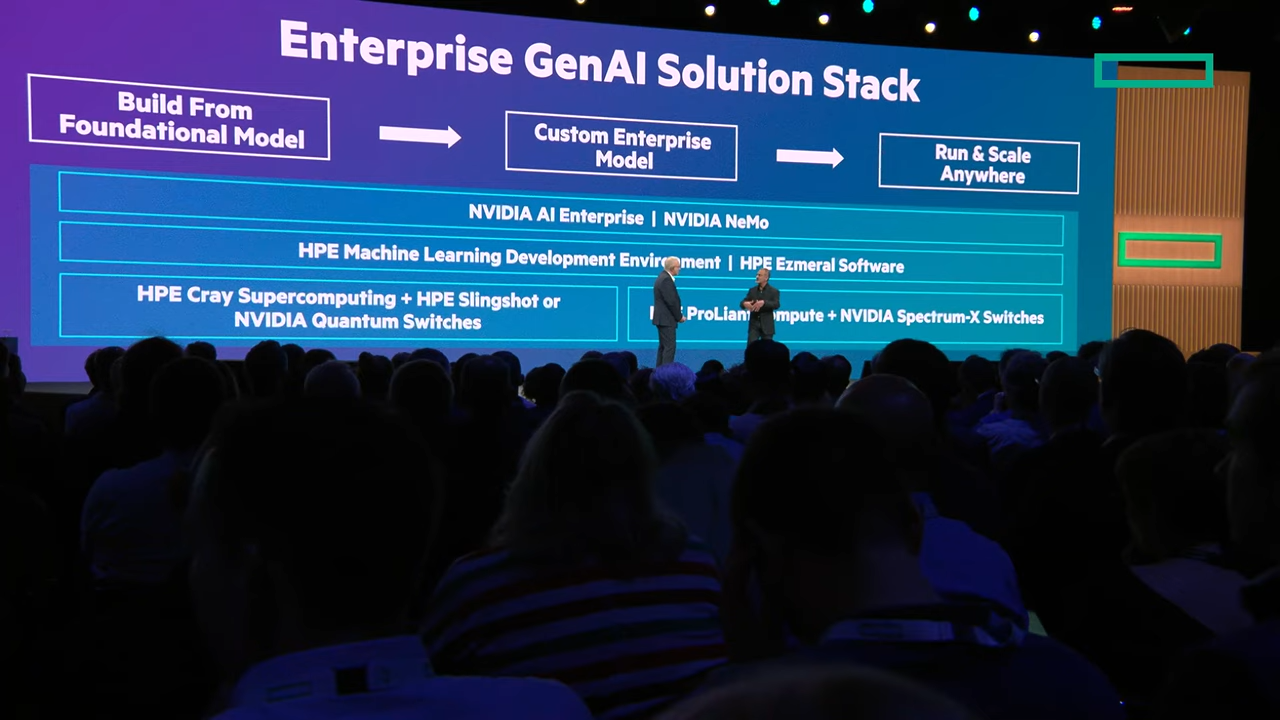 Enterprise GenAI Solution Stack
Build From
Foundational Model
Custom Enterprise
Model
Run & Scale
Anywhere
NVIDIA AI Enterprise | NVIDIA NeMo
HPE Machine Learning Development Environment | HPE Ezmeral Software
HPE Cray Supercomputing + HPE Slingshot or
NVIDIA Quantum Switches
ProLiant Compute + NVIDIA Spectrum-X Switches